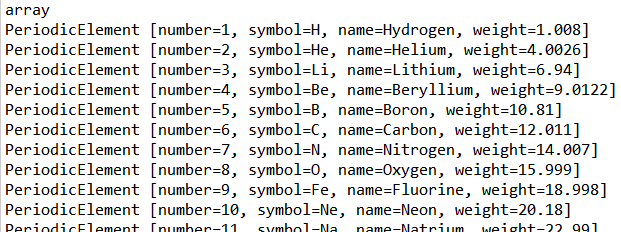 array
PeriodicElement [number=1, symbol=H, name=Hydrogen, weight=1.008]
PeriodicElement [number=2, symbol=He, name=Helium, weight=4.0026]
PeriodicElement [number=3, symbol=Li, name=Lithium, weight=6.94]
PeriodicElement [number=4, symbol=Be, name=Beryllium, weight=9.0122]
PeriodicElement [number=5, symbol=B, name=Boron, weight=10.81]
PeriodicElement [number=6, symbol=C, name=Carbon, weight=12.011]
PeriodicElement [number=7, symbol=N, name=Nitrogen, weight=14.007]
PeriodicElement [number=8, symbol=O, name=Oxygen, weight=15.999]
PeriodicElement [number=9, symbol=Fe, name=Fluorine, weight=18.998]
PeriodicElement [number=10, symbol=Ne, name=Neon, weight=20.18]
PeriodicElement [number=11, symbol=Na, name=Natrium, weight=22.99]